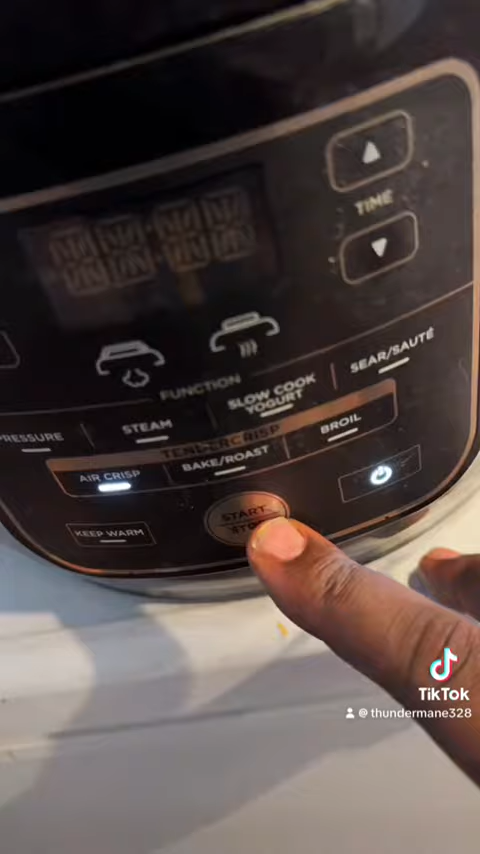 TIME
FUNCTION
PRESSURE
STEAM
SLOW COOK
YOGURT
SEAR/SAUTÉ
TENDERCRISP
AIR CRISP
BAKE/ROAST
BROIL
KEEP WARM
START
TikTok
@thundermane328